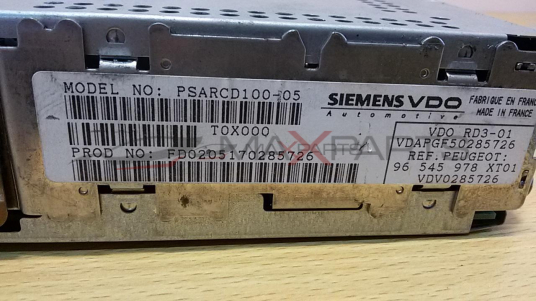 MODEL NO: PSARCD100-05
TOX000
PROD NO: FD0205170285726
SIEMENS VDO
Automotive
FABRIQUE EN FRANCE
MADE IN FRANCE
VDO RD3-01
VDAPGF50285726
REF.PEUGEOT:
96 545 978 XT01
VDV0285726
MAXPARTS